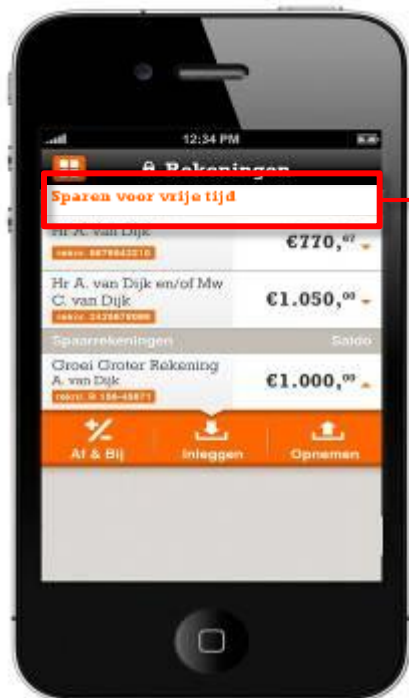 12:34 PM
Rekeningen
Sparen voor vrije tijd
Hr A. van Dijk
€770,
Hr A. van Dijk en/of Mw
C. van Dijk
€1.050,00
Spaarrekeningen Saldo
Groei Groter Rekening
A. van Dijk
€1.000,00
Af & Bij Inleggen Opnemen